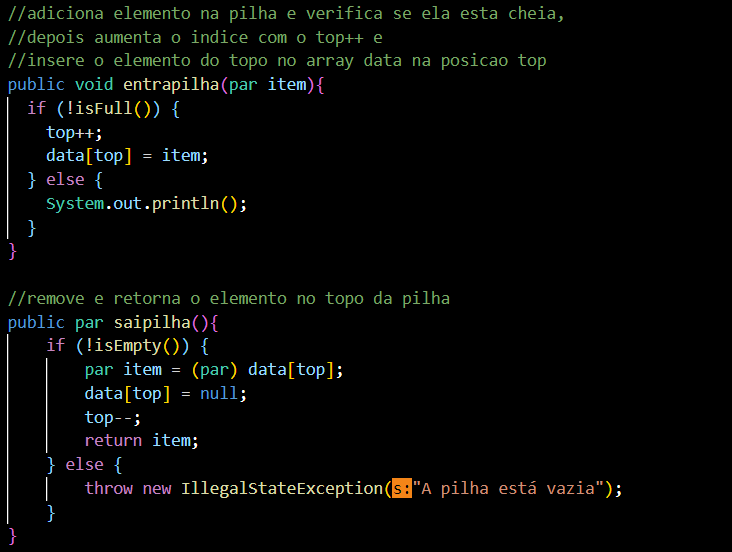 //adiciona elemento na pilha e verifica se ela esta cheia,
//depois aumenta o indice com o top++ e
//insere o elemento do topo no array data na posicao top
public void entrapilha(par item){
if (!isFull()) {
top++;
data[top] = item;
} else {
System.out.println();
}
}
//remove e retorna o elemento no topo da pilha
public par saipilha(){
if (!isEmpty()) {
par item = (par) data[top];
data[top] = null;
top--;
return item;
} else {
throw new IllegalStateException(s:"A pilha está vazia");
}
}